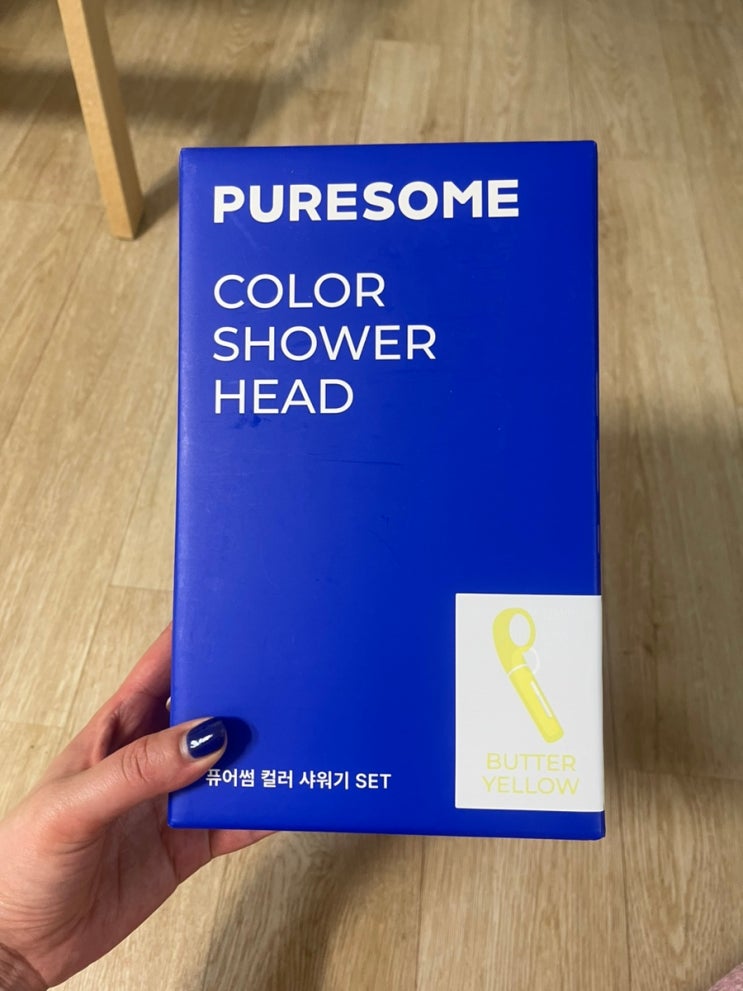 PURESOME
COLOR
SHOWER
HEAD
BUTTER
YELLOW
퓨어썸 컬러 샤워기 SET